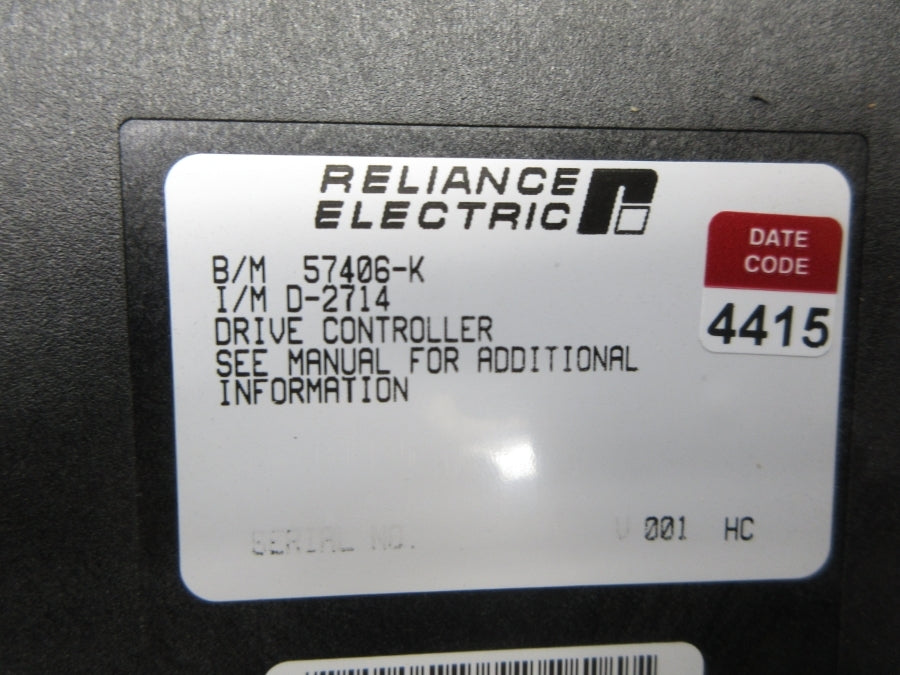 RELIANCE
ELECTRIC
DATE
CODE
4415
B/M 57406-K
I/M D-2714
DRIVE CONTROLLER
SEE MANUAL FOR ADDITIONAL
INFORMATION
SERIAL NO. V 001 HC